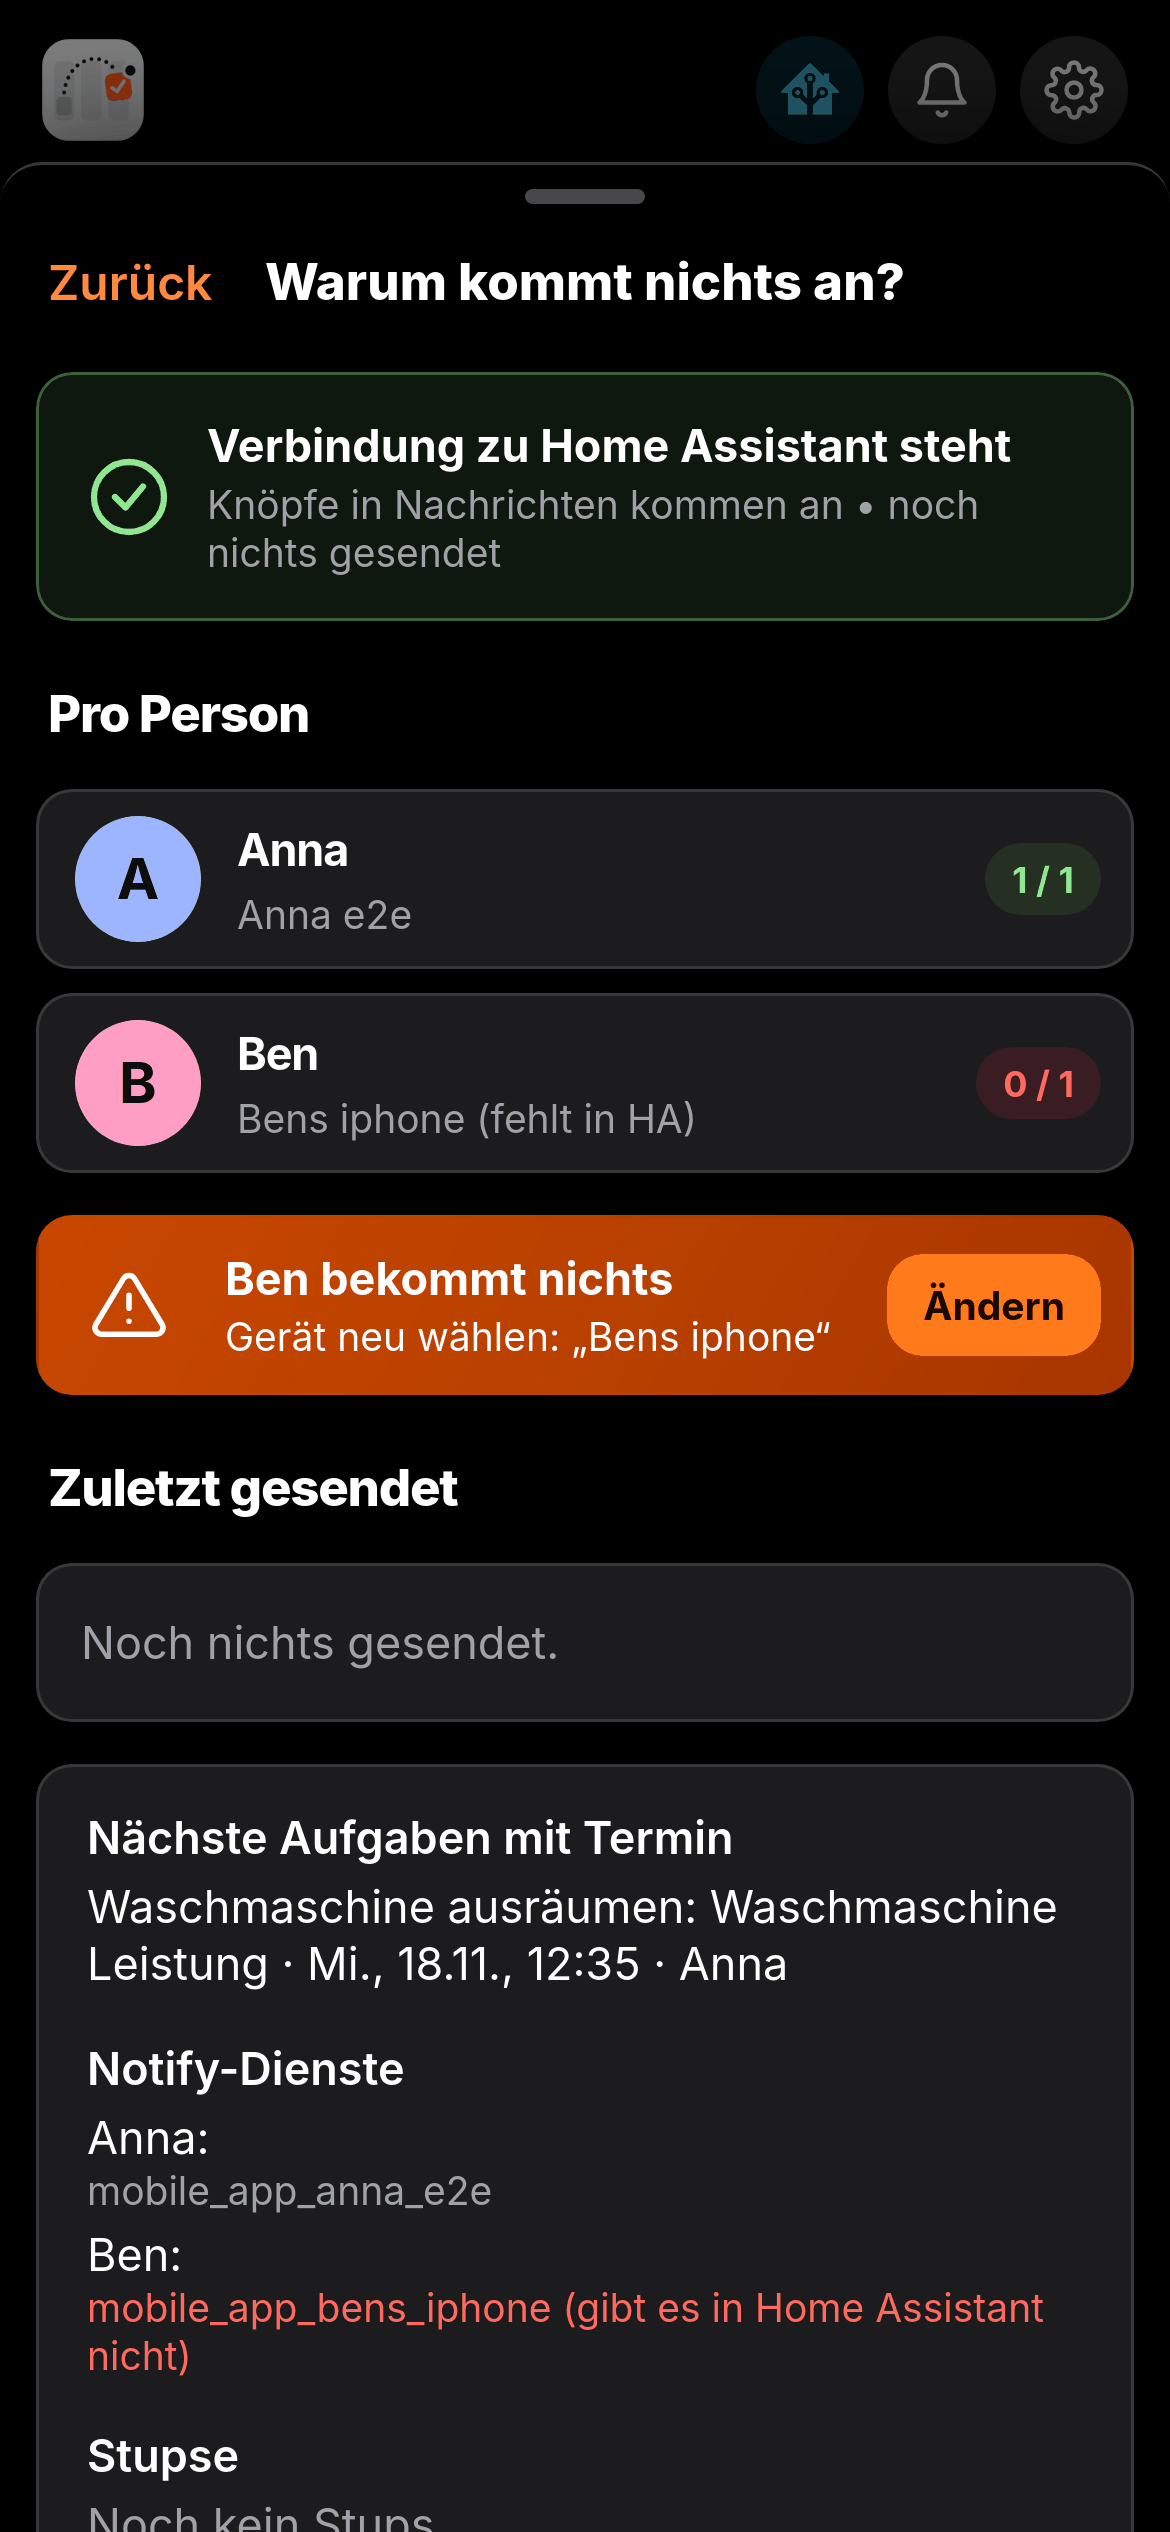 Zurück
Warum kommt nichts an?
Verbindung zu Home Assistant steht
Knöpfe in Nachrichten kommen an • noch
nichts gesendet
Pro Person
A
Anna
Anna e2e
1 / 1
B
Ben
Bens iphone (fehlt in HA)
0 / 1
Ben bekommt nichts
Gerät neu wählen: „Bens iphone“
Ändern
Zuletzt gesendet
Noch nichts gesendet.
Nächste Aufgaben mit Termin
Waschmaschine ausräumen: Waschmaschine
Leistung · Mi., 18.11., 12:35 · Anna
Notify-Dienste
Anna:
mobile_app_anna_e2e
Ben:
mobile_app_bens_iphone (gibt es in Home Assistant
nicht)
Stupse
Noch kein Stups